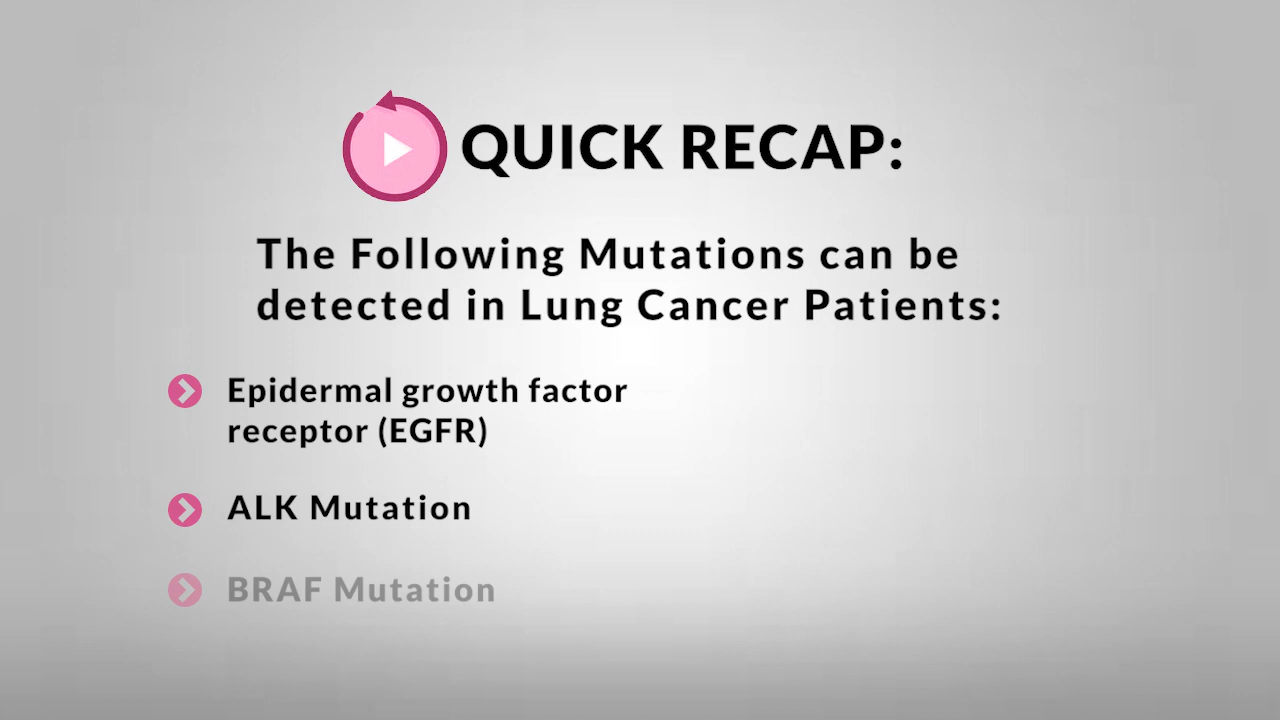 QUICK RECAP:
The Following Mutations can be
detected in Lung Cancer Patients:
Epidermal growth factor
receptor (EGFR)
ALK Mutation
BRAF Mutation